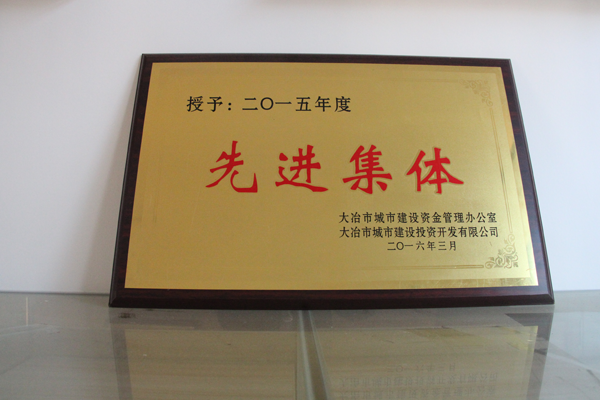 授予：二〇一五年度
先进集体
大冶市城市建设资金管理办公室
大冶市城市建设投资开发有限公司
二〇一六年三月